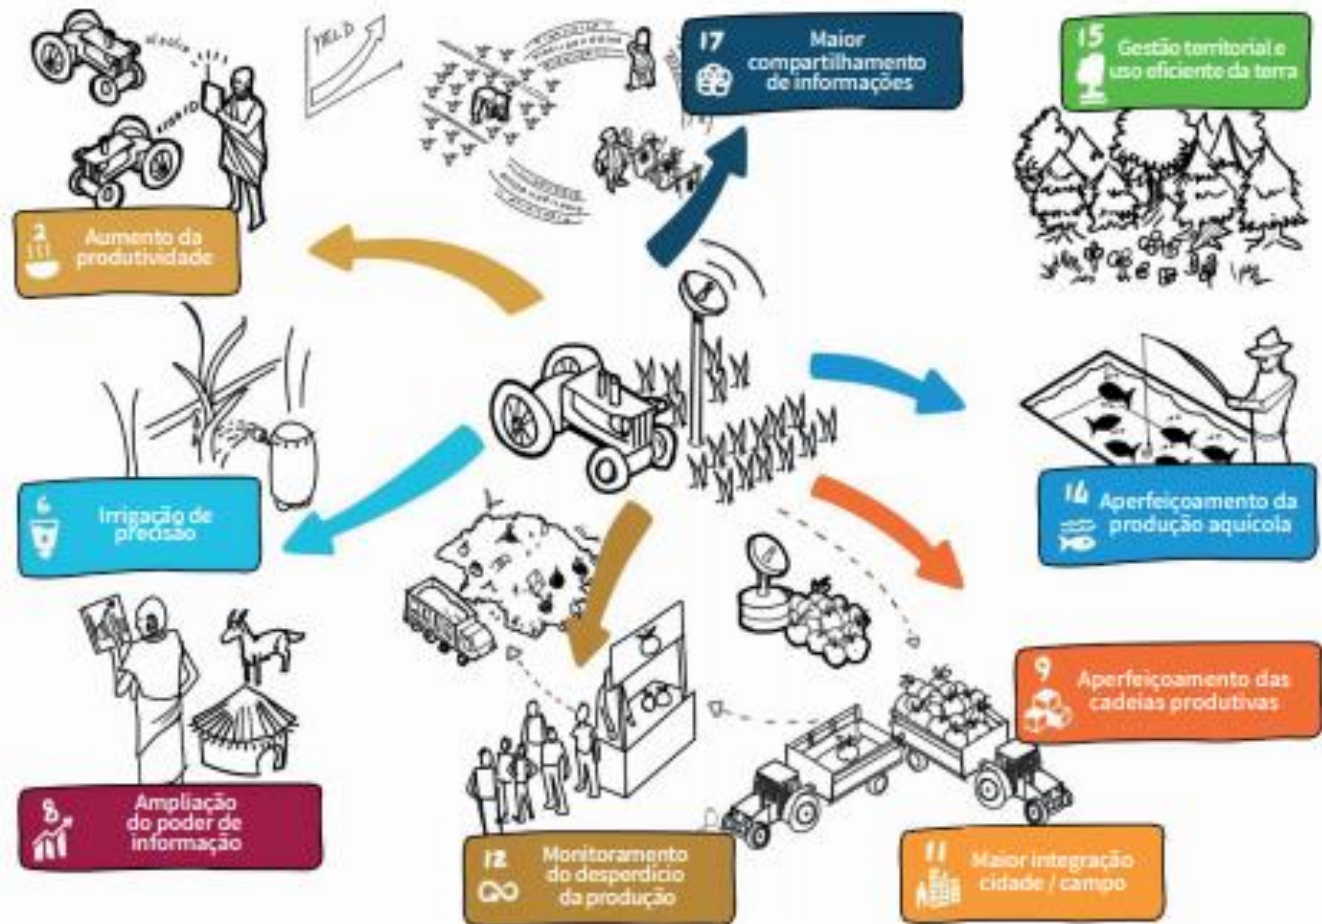 YIELD
17
Maior
compartilhamento
de informações
15
Gestão territorial e
uso eficiente da terra
2
Aumento da
produtividade
6
Irrigação de
precisão
14
Aperfeiçoamento da
produção aquícola
9
Aperfeiçoamento das
cadeias produtivas
8
Ampliação
do poder de
informação
12
Monitoramento
do desperdício
da produção
11
Maior integração
cidade / campo